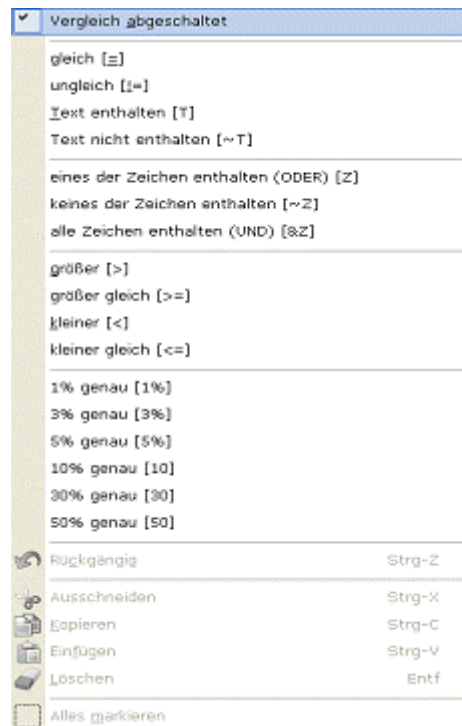 Vergleich abgeschaltet
gleich [=]
ungleich [!=]
Text enthalten [T]
Text nicht enthalten [~T]
eines der Zeichen enthalten (ODER) [Z]
keines der Zeichen enthalten [~Z]
alle Zeichen enthalten (UND) [&Z]
größer [>]
größer gleich [>=]
kleiner [<]
kleiner gleich [<=]
1% genau [1%]
3% genau [3%]
5% genau [5%]
10% genau [10]
30% genau [30]
50% genau [50]
Rückgängig Strg-Z
Ausschneiden Strg-X
Kopieren Strg-C
Einfügen Strg-V
Löschen Entf
Alles markieren